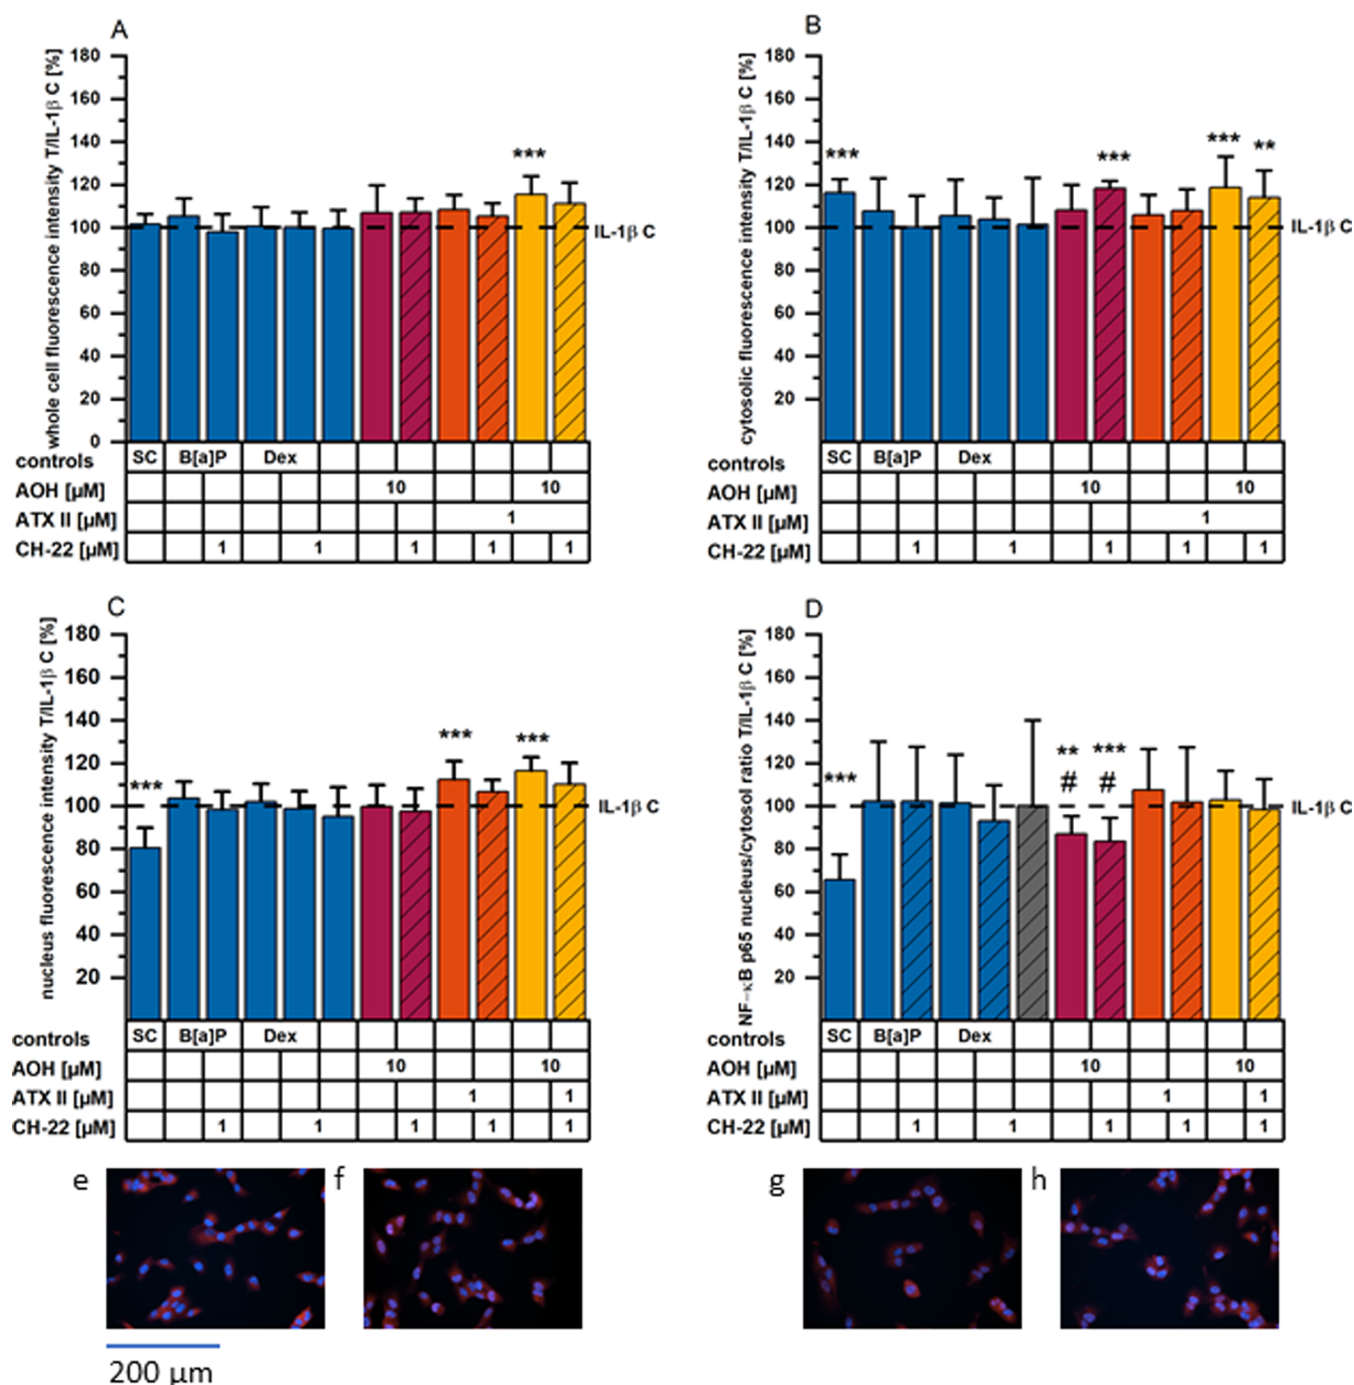 A
whole cell fluorescence intensity T/IL-1β C [%]
180
160
140
120
100
80
60
40
20
0
***
IL-1β C
controls SC B[a]P Dex
AOH [µM] 10 10
ATX II [µM] 1
CH-22 [µM] 1 1 1 1 1
B
cytosolic fluorescence intensity T/IL-1β C [%]
180
160
140
120
100
80
60
40
20
*** *** *** **
IL-1β C
controls SC B[a]P Dex
AOH [µM] 10 10
ATX II [µM] 1
CH-22 [µM] 1 1 1 1 1
C
nucleus fluorescence intensity T/IL-1β C [%]
180
160
140
120
100
80
60
40
20
*** *** ***
IL-1β C
controls SC B[a]P Dex
AOH [µM] 10 10
ATX II [µM] 1 1
CH-22 [µM] 1 1 1 1 1
D
NF-κB p65 nucleus/cytosol ratio T/IL-1β C [%]
180
160
140
120
100
80
60
40
20
*** ** ***
# #
IL-1β C
controls SC B[a]P Dex
AOH [µM] 10 10
ATX II [µM] 1 1
CH-22 [µM] 1 1 1 1 1
e f g h
200 µm